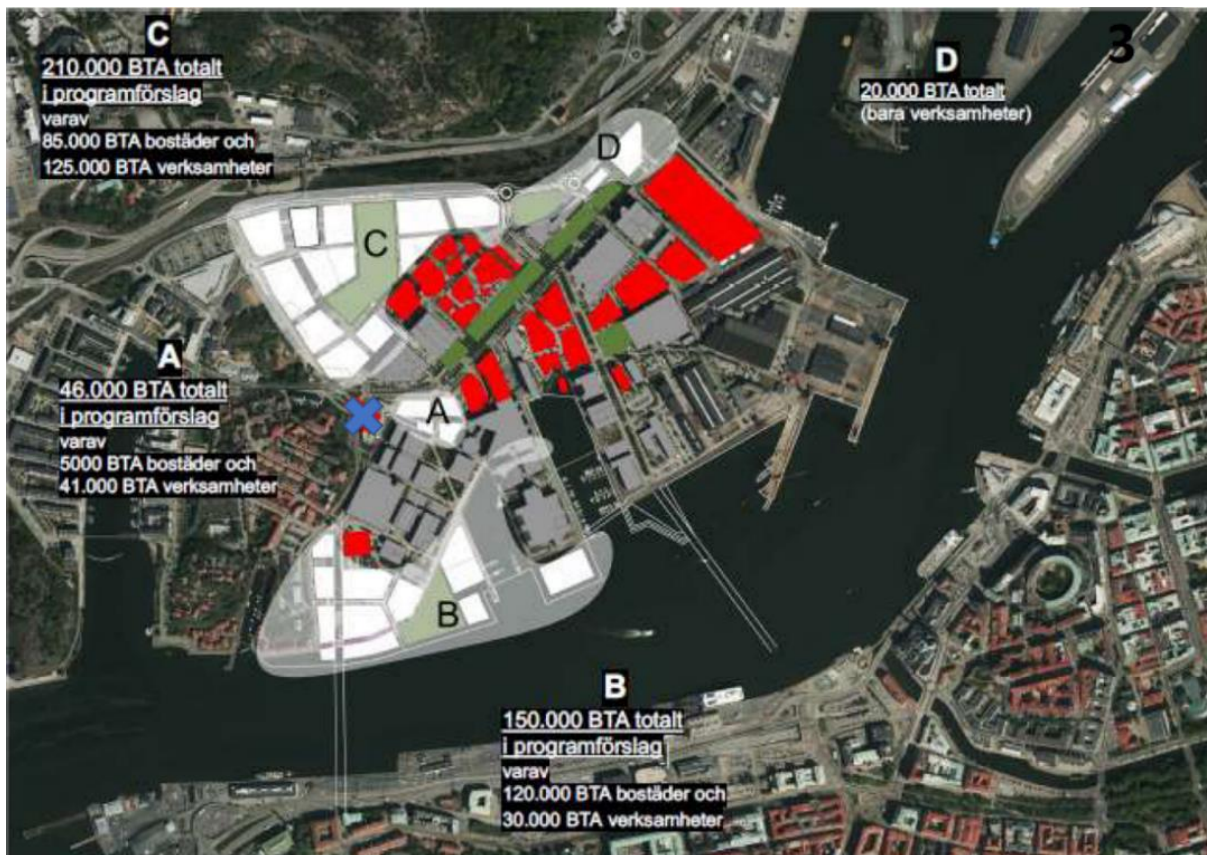 C
210.000 BTA totalt
i programförslag
varav
85.000 BTA bostäder och
125.000 BTA verksamheter
D
20.000 BTA totalt
(bara verksamheter)
3
D
C
A
46.000 BTA totalt
i programförslag
varav
5000 BTA bostäder och
41.000 BTA verksamheter
A
B
B
150.000 BTA totalt
i programförslag
varav
120.000 BTA bostäder och
30.000 BTA verksamheter